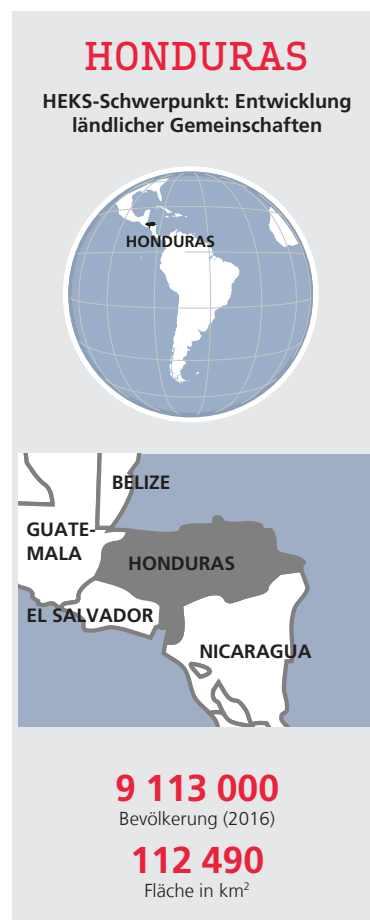 HONDURAS
HEKS-Schwerpunkt: Entwicklung
ländlicher Gemeinschaften
HONDURAS
BELIZE
GUATE-
MALA
HONDURAS
EL SALVADOR
NICARAGUA
9 113 000
Bevölkerung (2016)
112 490
Fläche in km²